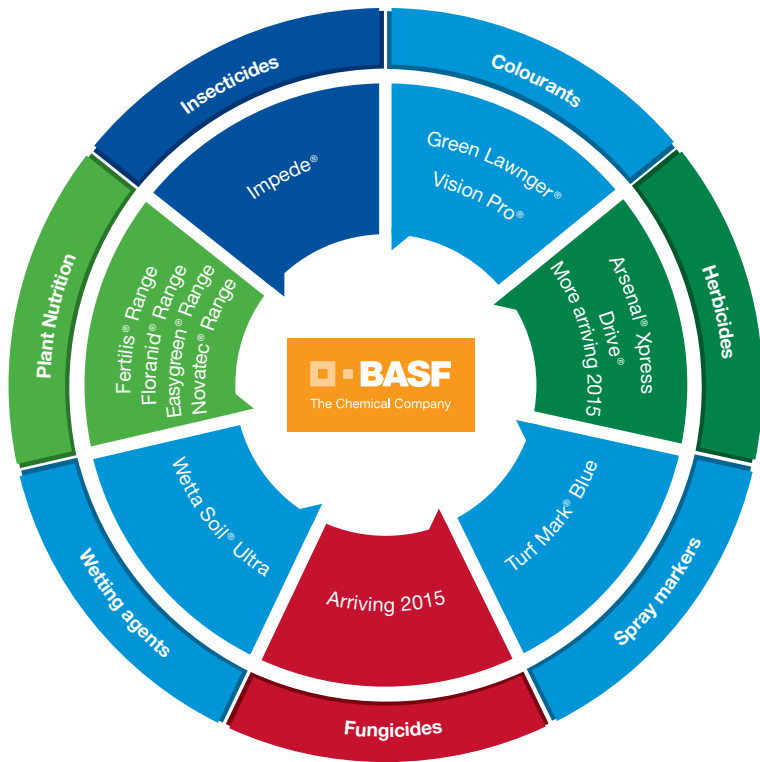 Insecticides
Impede®
Colourants
Green Lawnger®
Vision Pro®
Herbicides
Arsenal® Xpress
Drive®
More arriving 2015
Spray markers
Turf Mark® Blue
Fungicides
Arriving 2015
Wetting agents
Wetta Soil® Ultra
Plant Nutrition
Fertilis® Range
Floranid® Range
Easygreen® Range
Novatec® Range
BASF
The Chemical Company